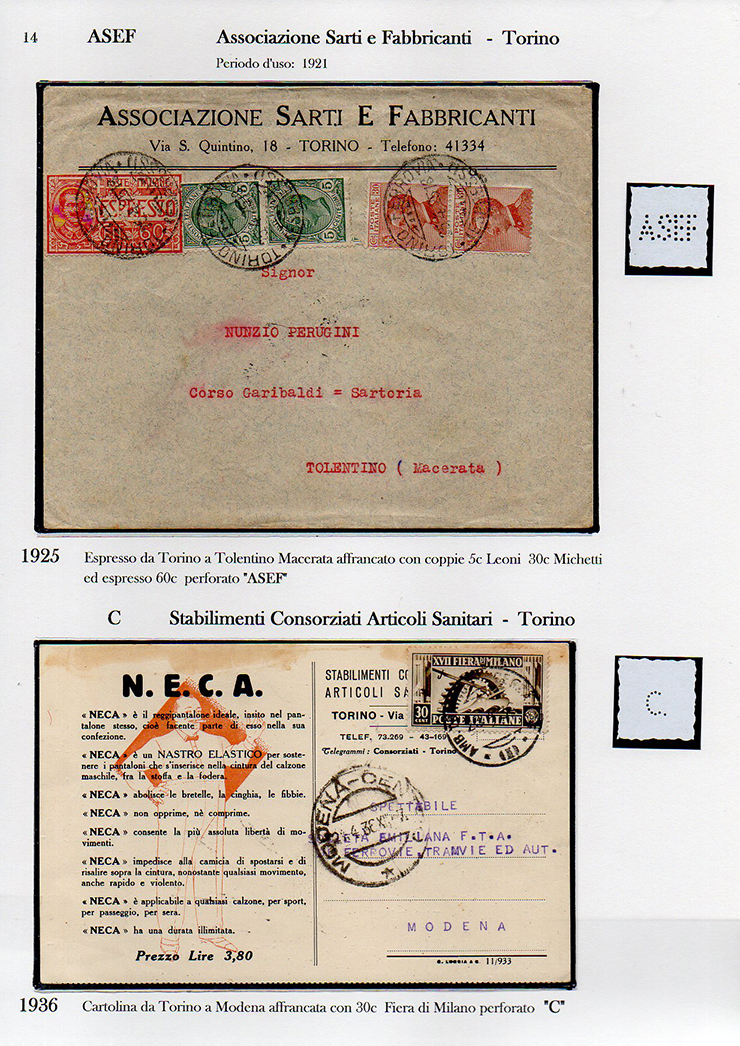 14 ASEF Associazione Sarti e Fabbricanti - Torino
Periodo d'uso: 1921
ASSOCIAZIONE SARTI E FABBRICANTI
Via S. Quintino, 18 - TORINO - Telefono: 41334
ESPRESSO
60
5
5
TORINO
Signor
NUNZIO PERUGINI
Corso Garibaldi = Sartoria
TOLENTINO ( Macerata )
ASEF
1925 Espresso da Torino a Tolentino Macerata affrancato con coppie 5c Leoni 30c Michetti
ed espresso 60c perforato "ASEF"
C Stabilimenti Consorziati Articoli Sanitari - Torino
N. E. C. A.
« NECA » è il reggipantalone ideale, insito nel pan-
talone stesso, cioè facente parte di esso nella sua
confezione.
« NECA » è un NASTRO ELASTICO per soste-
nere i pantaloni che s'inserisce nella cintura del calzone
maschile, fra la stoffa e la fodera.
« NECA » abolisce le bretelle, la cinghia, le fibbie.
« NECA » non opprime, nè comprime.
« NECA » consente la più assoluta libertà di mo-
vimenti.
« NECA » impedisce alla camicia di spostarsi e di
risalire sopra la cintura, nonostante qualsiasi movimento,
anche rapido e violento.
« NECA » è applicabile a qualsiasi calzone, per sport,
per passeggio, per sera.
« NECA » ha una durata illimitata.
Prezzo Lire 3,80
STABILIMENTI CO
ARTICOLI SA
TORINO - Via
TELEF. 73.269 - 43-169
Telegrammi: Consorziati - Torino
XVII FIERA DI MILANO
30
CENT
POSTE ITALIANE
AMB
MODENA-CEN
SPETTABILE
EMILIANA F.T.A.
FERROVIE, TRAMVIE ED AUT.
MODENA
G. LOGGIA & C. 11/933
C
1936 Cartolina da Torino a Modena affrancata con 30c Fiera di Milano perforato "C"